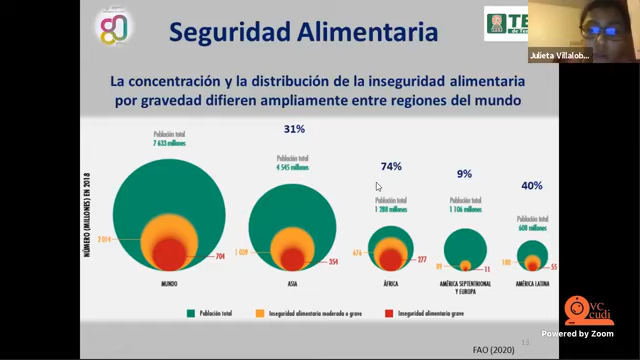 Seguridad Alimentaria
TE
Julieta Villalob...
La concentración y la distribución de la inseguridad alimentaria
por gravedad difieren ampliamente entre regiones del mundo
31%
74%
9%
40%
Población total
7 633 millones
Población total
4 545 millones
Población total
1 288 millones
Población total
1 106 millones
Población total
608 millones
NÚMERO (MILLONES) EN 2018
2 014
704
1 039
354
676
277
89
11
188
55
MUNDO
ASIA
ÁFRICA
AMÉRICA SEPTENTRIONAL
Y EUROPA
AMÉRICA LATINA
Población total
Inseguridad alimentaria moderada o grave
Inseguridad alimentaria grave
VC
cudi
Powered by Zoom
13
FAO (2020)